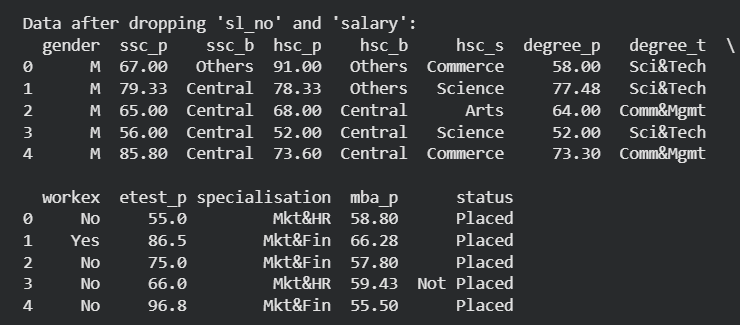 Data after dropping 'sl_no' and 'salary':
  gender  ssc_p    ssc_b  hsc_p    hsc_b     hsc_s  degree_p   degree_t  \
0      M  67.00   Others  91.00   Others  Commerce     58.00   Sci&Tech
1      M  79.33  Central  78.33   Others   Science     77.48   Sci&Tech
2      M  65.00  Central  68.00  Central      Arts     64.00  Comm&Mgmt
3      M  56.00  Central  52.00  Central   Science     52.00   Sci&Tech
4      M  85.80  Central  73.60  Central  Commerce     73.30  Comm&Mgmt

  workex  etest_p specialisation  mba_p      status
0     No     55.0         Mkt&HR  58.80      Placed
1    Yes     86.5        Mkt&Fin  66.28      Placed
2     No     75.0        Mkt&Fin  57.80      Placed
3     No     66.0         Mkt&HR  59.43  Not Placed
4     No     96.8        Mkt&Fin  55.50      Placed